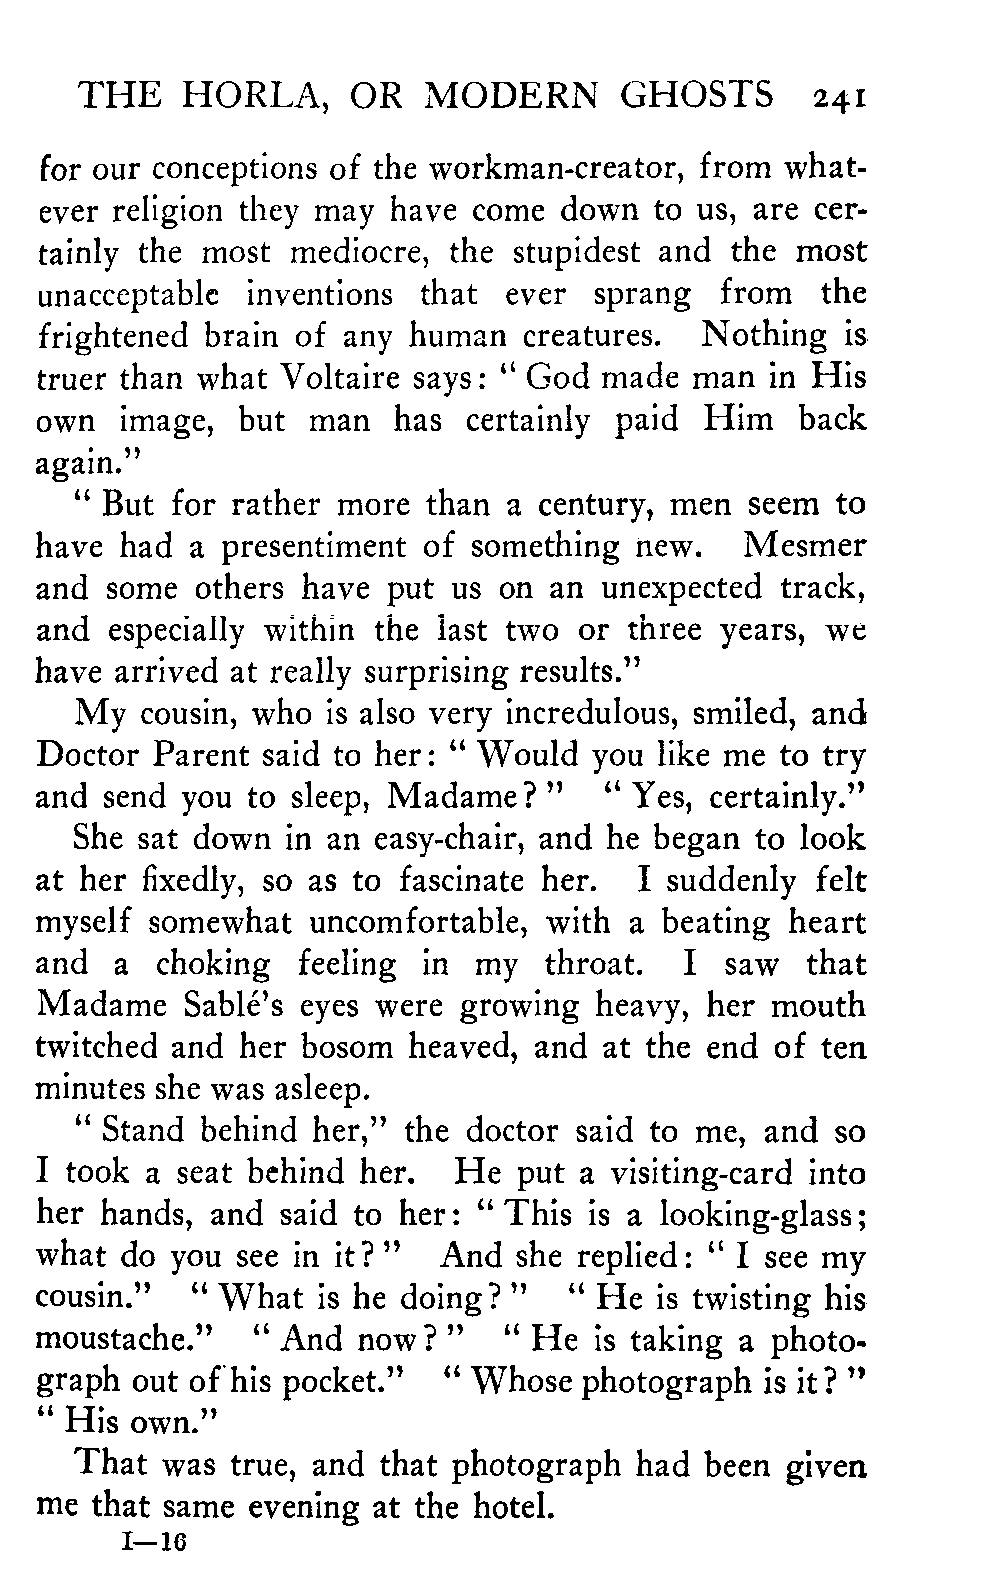 THE HORLA, OR MODERN GHOSTS 241
for our conceptions of the workman-creator, from what-
ever religion they may have come down to us, are cer-
tainly the most mediocre, the stupidest and the most
unacceptable inventions that ever sprang from the
frightened brain of any human creatures. Nothing is
truer than what Voltaire says: “ God made man in His
own image, but man has certainly paid Him back
again.”
“ But for rather more than a century, men seem to
have had a presentiment of something new. Mesmer
and some others have put us on an unexpected track,
and especially within the last two or three years, we
have arrived at really surprising results.”
My cousin, who is also very incredulous, smiled, and
Doctor Parent said to her: “ Would you like me to try
and send you to sleep, Madame? ” “ Yes, certainly.”
She sat down in an easy-chair, and he began to look
at her fixedly, so as to fascinate her. I suddenly felt
myself somewhat uncomfortable, with a beating heart
and a choking feeling in my throat. I saw that
Madame Sablé’s eyes were growing heavy, her mouth
twitched and her bosom heaved, and at the end of ten
minutes she was asleep.
“ Stand behind her,” the doctor said to me, and so
I took a seat behind her. He put a visiting-card into
her hands, and said to her: “ This is a looking-glass;
what do you see in it? ” And she replied: “ I see my
cousin.” “ What is he doing? ” “ He is twisting his
moustache.” “ And now? ” “ He is taking a photo-
graph out of his pocket.” “ Whose photograph is it? ”
“ His own.”
That was true, and that photograph had been given
me that same evening at the hotel.
I—16